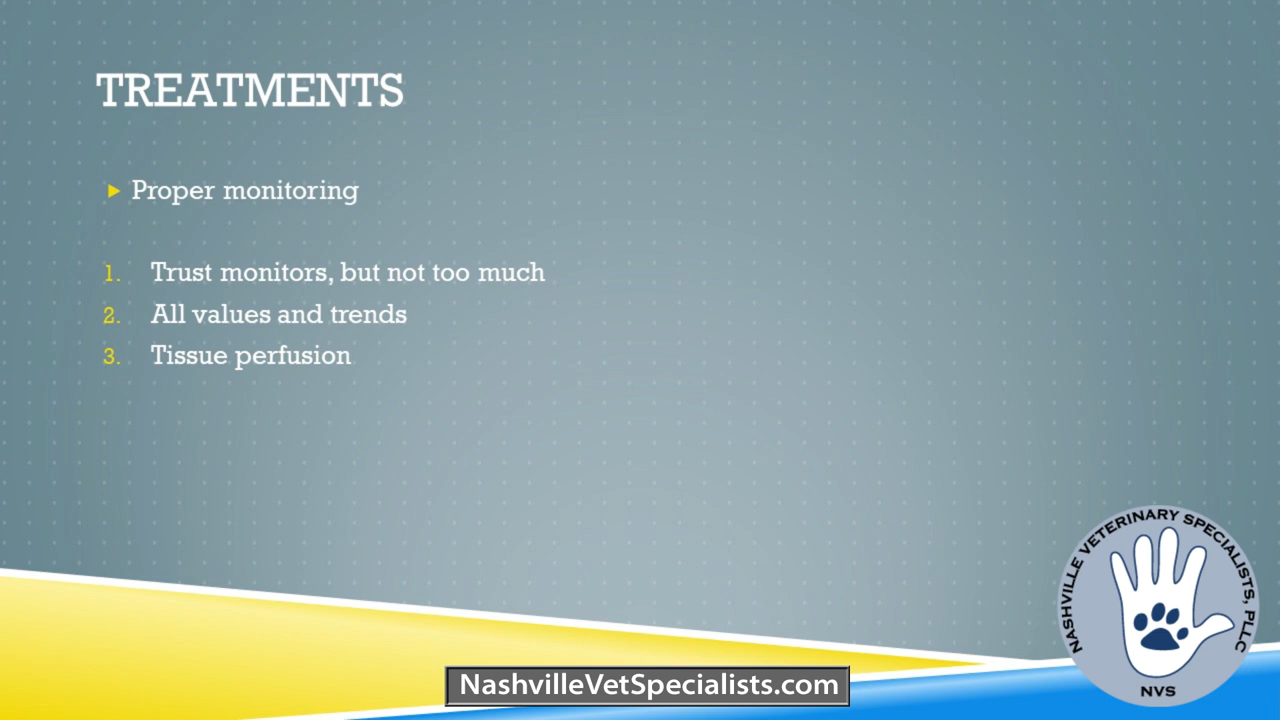 TREATMENTS
Proper monitoring
1. Trust monitors, but not too much
2. All values and trends
3. Tissue perfusion
NASHVILLE VETERINARY SPECIALISTS, PLLC
NVS
NashvilleVetSpecialists.com